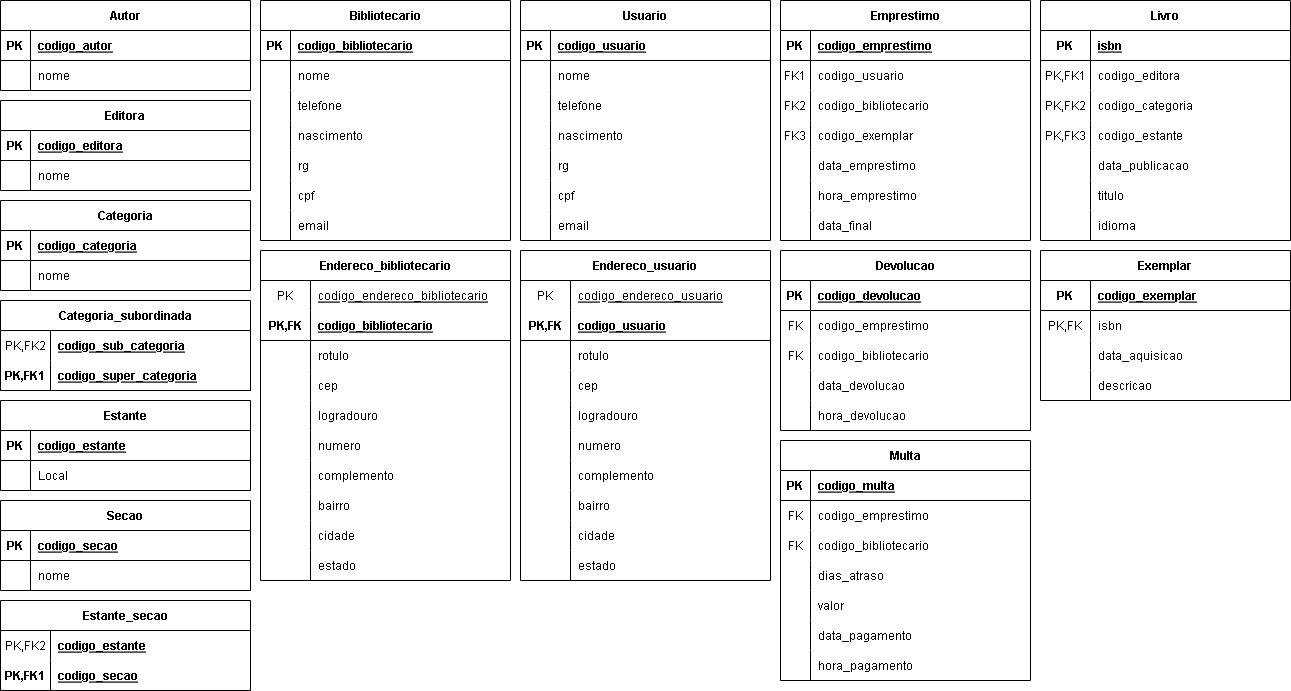 Autor
PK codigo_autor
nome
Editora
PK codigo_editora
nome
Categoria
PK codigo_categoria
nome
Categoria_subordinada
PK,FK2 codigo_sub_categoria
PK,FK1 codigo_super_categoria
Estante
PK codigo_estante
Local
Secao
PK codigo_secao
nome
Estante_secao
PK,FK2 codigo_estante
PK,FK1 codigo_secao
Bibliotecario
PK codigo_bibliotecario
nome
telefone
nascimento
rg
cpf
email
Endereco_bibliotecario
PK codigo_endereco_bibliotecario
PK,FK codigo_bibliotecario
rotulo
cep
logradouro
numero
complemento
bairro
cidade
estado
Usuario
PK codigo_usuario
nome
telefone
nascimento
rg
cpf
email
Endereco_usuario
PK codigo_endereco_usuario
PK,FK codigo_usuario
rotulo
cep
logradouro
numero
complemento
bairro
cidade
estado
Emprestimo
PK codigo_emprestimo
FK1 codigo_usuario
FK2 codigo_bibliotecario
FK3 codigo_exemplar
data_emprestimo
hora_emprestimo
data_final
Devolucao
PK codigo_devolucao
FK codigo_emprestimo
FK codigo_bibliotecario
data_devolucao
hora_devolucao
Multa
PK codigo_multa
FK codigo_emprestimo
FK codigo_bibliotecario
dias_atraso
valor
data_pagamento
hora_pagamento
Livro
PK isbn
PK,FK1 codigo_editora
PK,FK2 codigo_categoria
PK,FK3 codigo_estante
data_publicacao
titulo
idioma
Exemplar
PK codigo_exemplar
PK,FK isbn
data_aquisicao
descricao